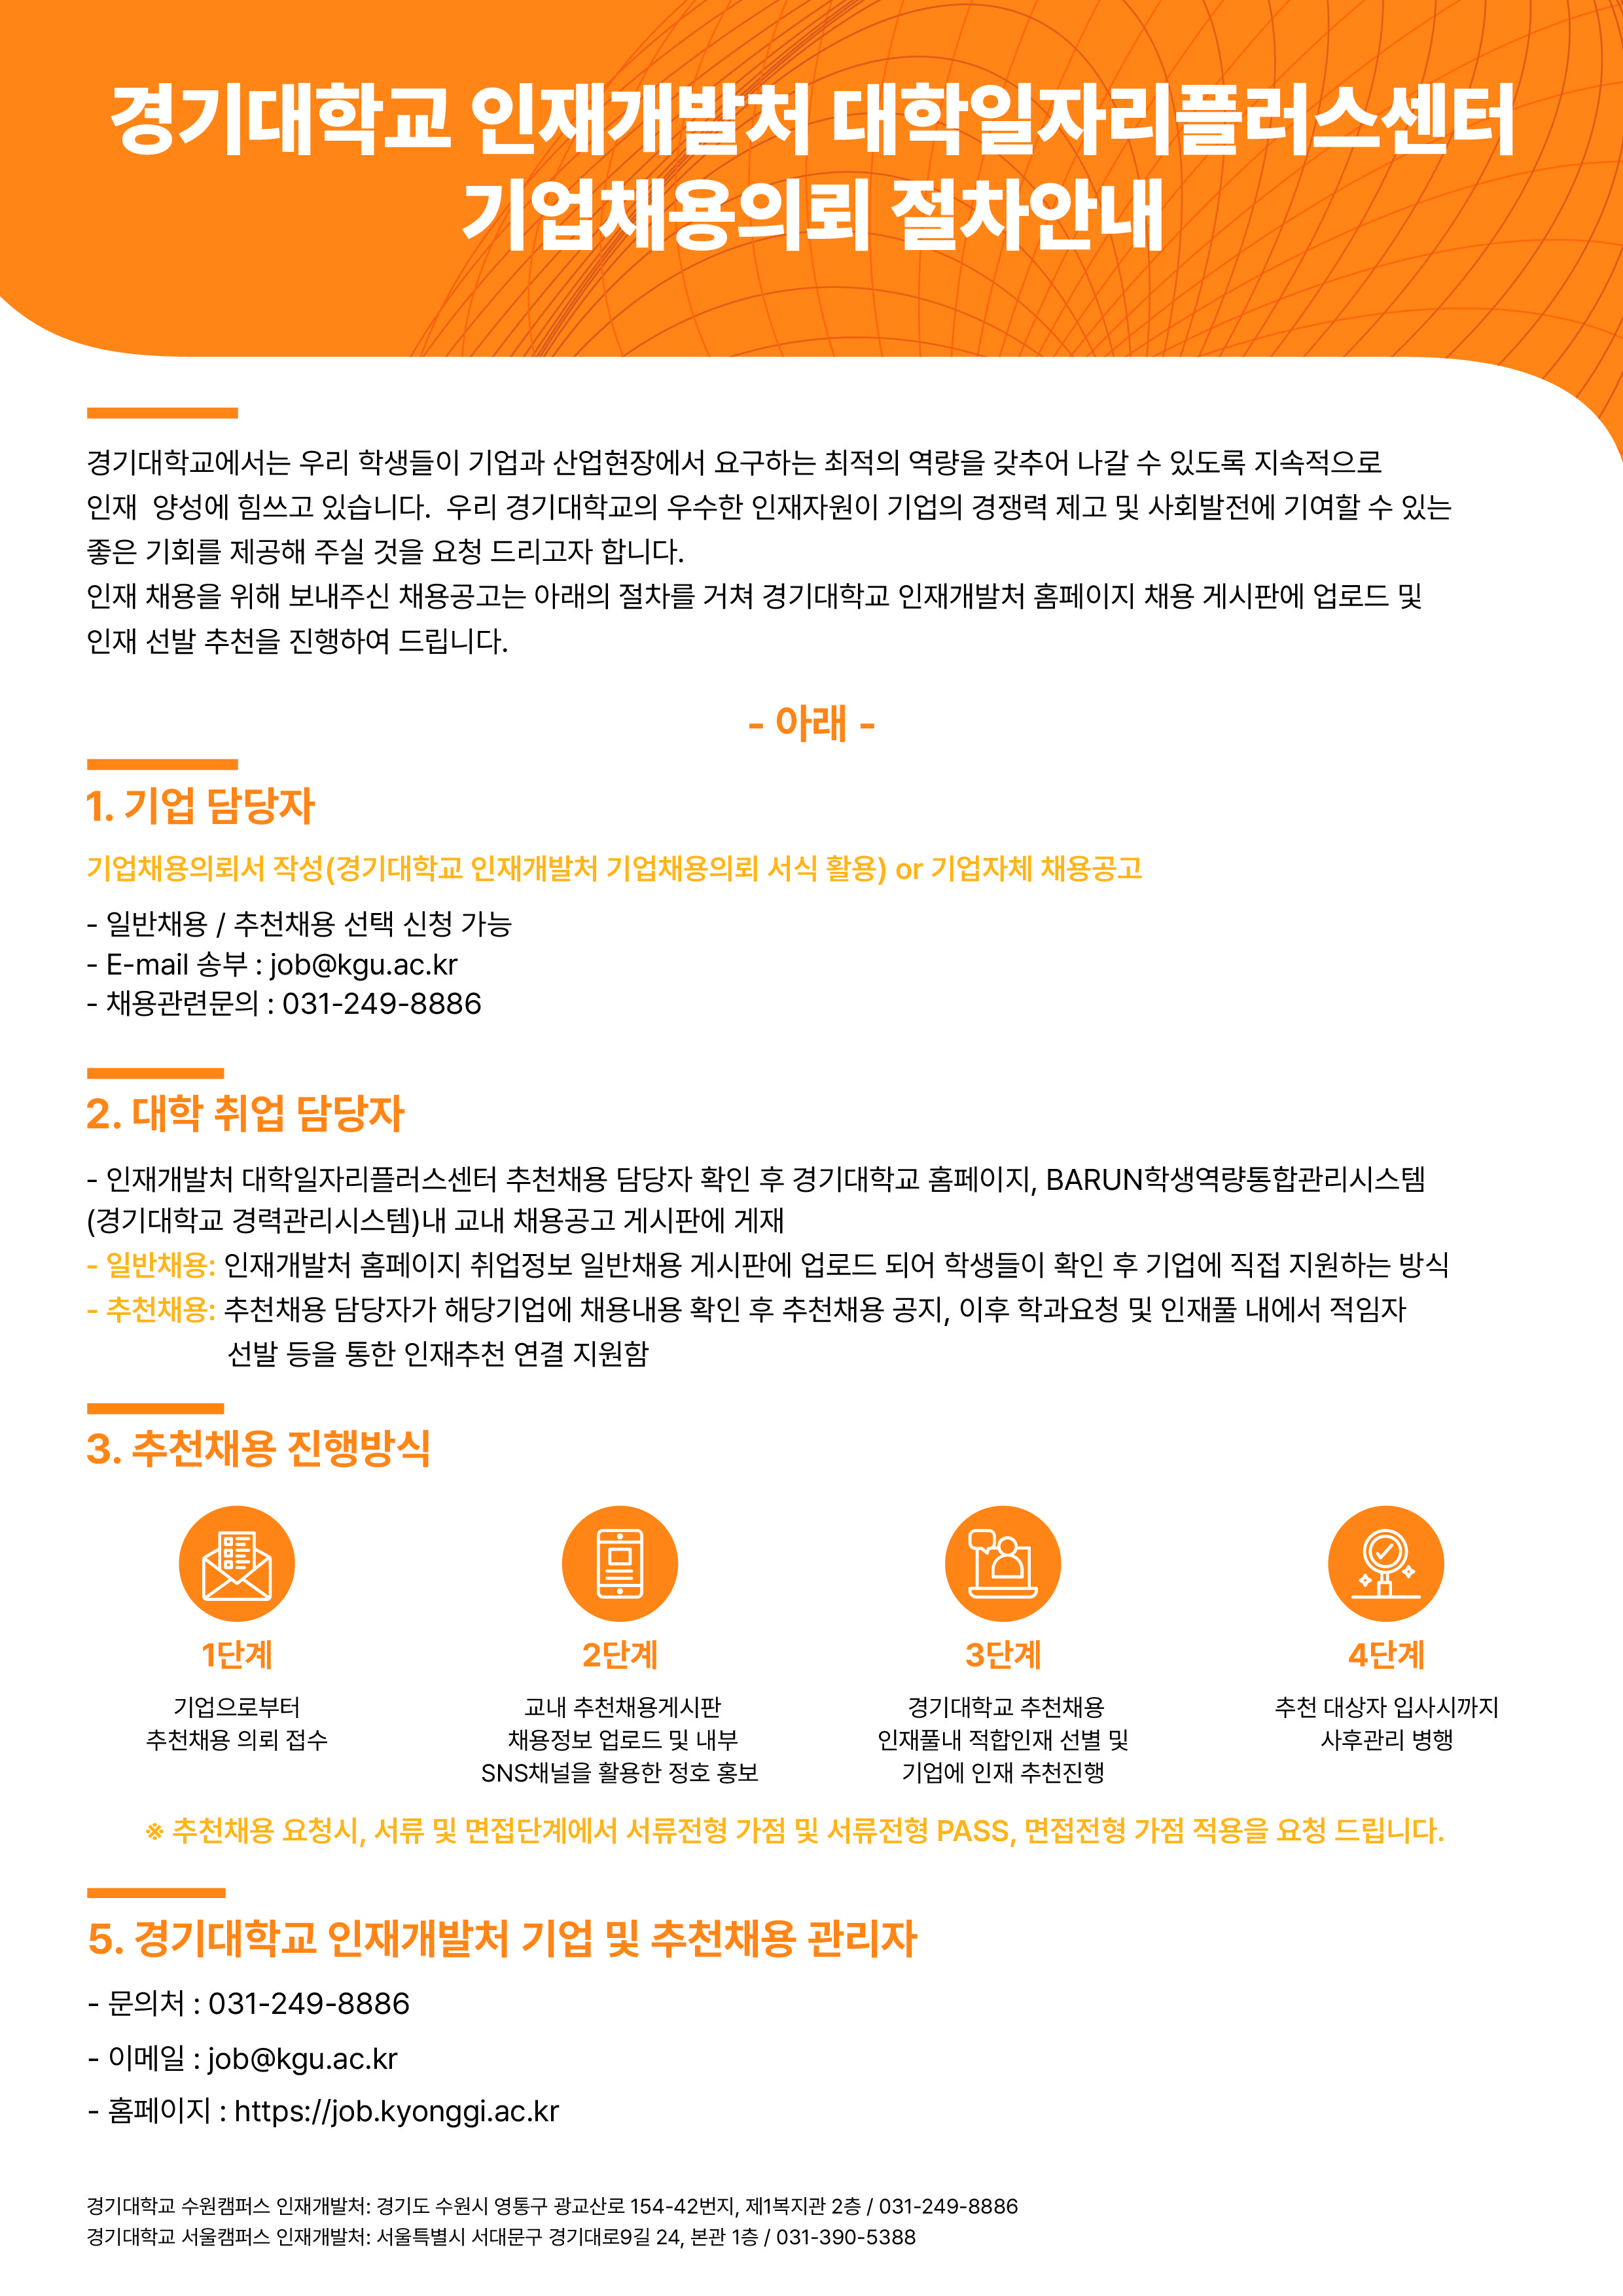 경기대학교 인재개발처 대학일자리플러스센터
기업채용의뢰 절차안내
경기대학교에서는 우리 학생들이 기업과 산업현장에서 요구하는 최적의 역량을 갖추어 나갈 수 있도록 지속적으로
인재 양성에 힘쓰고 있습니다. 우리 경기대학교의 우수한 인재자원이 기업의 경쟁력 제고 및 사회발전에 기여할 수 있는
좋은 기회를 제공해 주실 것을 요청 드리고자 합니다.
인재 채용을 위해 보내주신 채용공고는 아래의 절차를 거쳐 경기대학교 인재개발처 홈페이지 채용 게시판에 업로드 및
인재 선발 추천을 진행하여 드립니다.
- 아래 -
1. 기업 담당자
기업채용의뢰서 작성(경기대학교 인재개발처 기업채용의뢰 서식 활용) or 기업자체 채용공고
- 일반채용 / 추천채용 선택 신청 가능
- E-mail 송부 : job@kgu.ac.kr
- 채용관련문의 : 031-249-8886
2. 대학 취업 담당자
- 인재개발처 대학일자리플러스센터 추천채용 담당자 확인 후 경기대학교 홈페이지, BARUN학생역량통합관리시스템
(경기대학교 경력관리시스템)내 교내 채용공고 게시판에 게재
- 일반채용: 인재개발처 홈페이지 취업정보 일반채용 게시판에 업로드 되어 학생들이 확인 후 기업에 직접 지원하는 방식
- 추천채용: 추천채용 담당자가 해당기업에 채용내용 확인 후 추천채용 공지, 이후 학과요청 및 인재풀 내에서 적임자
선발 등을 통한 인재추천 연결 지원함
3. 추천채용 진행방식
1단계
기업으로부터
추천채용 의뢰 접수
2단계
교내 추천채용게시판
채용정보 업로드 및 내부
SNS채널을 활용한 정호 홍보
3단계
경기대학교 추천채용
인재풀내 적합인재 선별 및
기업에 인재 추천진행
4단계
추천 대상자 입사시까지
사후관리 병행
※ 추천채용 요청시, 서류 및 면접단계에서 서류전형 가점 및 서류전형 PASS, 면접전형 가점 적용을 요청 드립니다.
5. 경기대학교 인재개발처 기업 및 추천채용 관리자
- 문의처 : 031-249-8886
- 이메일 : job@kgu.ac.kr
- 홈페이지 : https://job.kyonggi.ac.kr
경기대학교 수원캠퍼스 인재개발처: 경기도 수원시 영통구 광교산로 154-42번지, 제1복지관 2층 / 031-249-8886
경기대학교 서울캠퍼스 인재개발처: 서울특별시 서대문구 경기대로9길 24, 본관 1층 / 031-390-5388